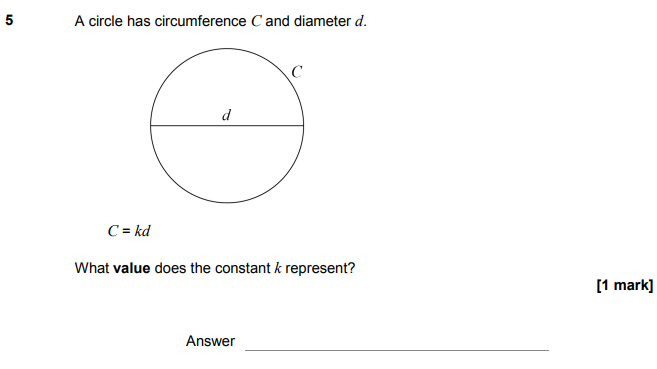 5 A circle has circumference C and diameter d.
C
d
C = kd
What value does the constant k represent?
[1 mark]
Answer